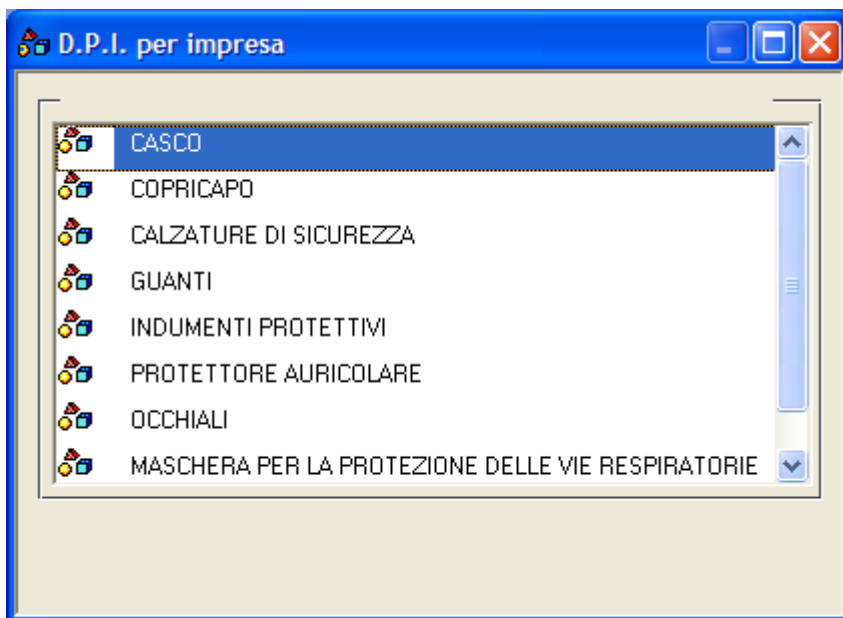 D.P.I. per impresa
CASCO
COPRICAPO
CALZATURE DI SICUREZZA
GUANTI
INDUMENTI PROTETTIVI
PROTETTORE AURICOLARE
OCCHIALI
MASCHERA PER LA PROTEZIONE DELLE VIE RESPIRATORIE